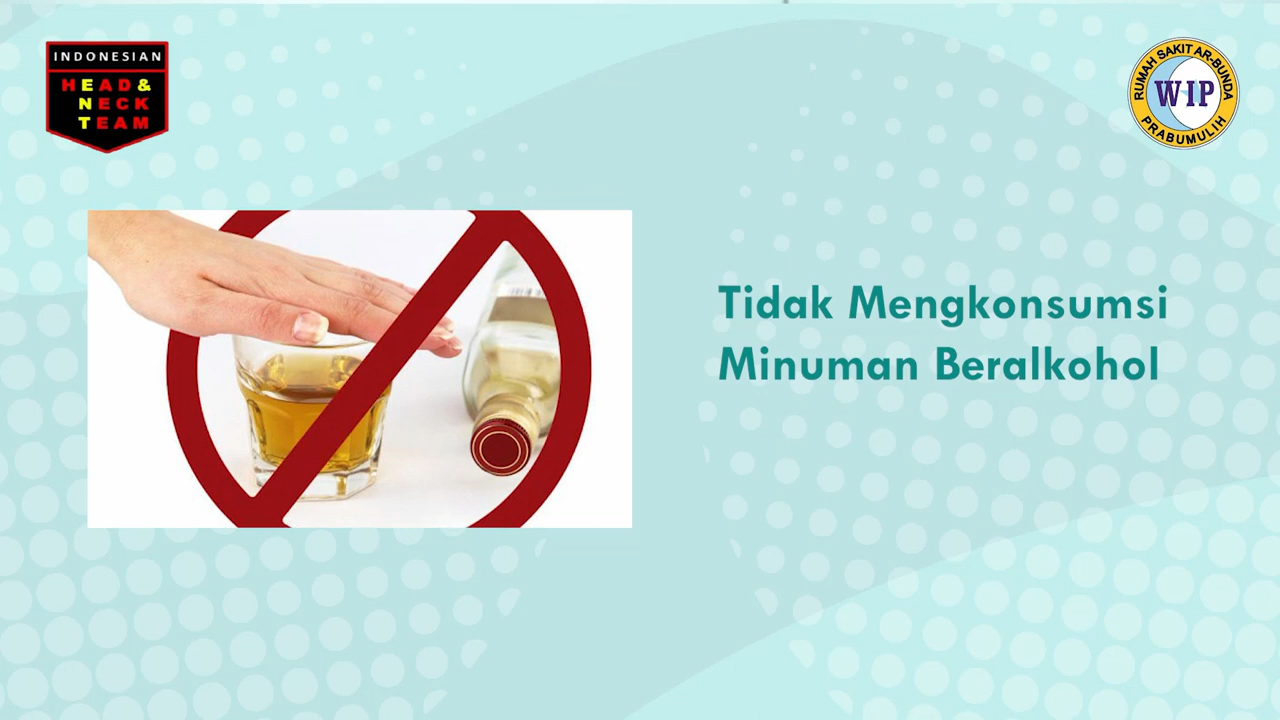 INDONESIAN
HEAD &
NECK
TEAM
RUMAH SAKIT AR-BUNDA
WIP
PRABUMULIH
Tidak Mengkonsumsi
Minuman Beralkohol